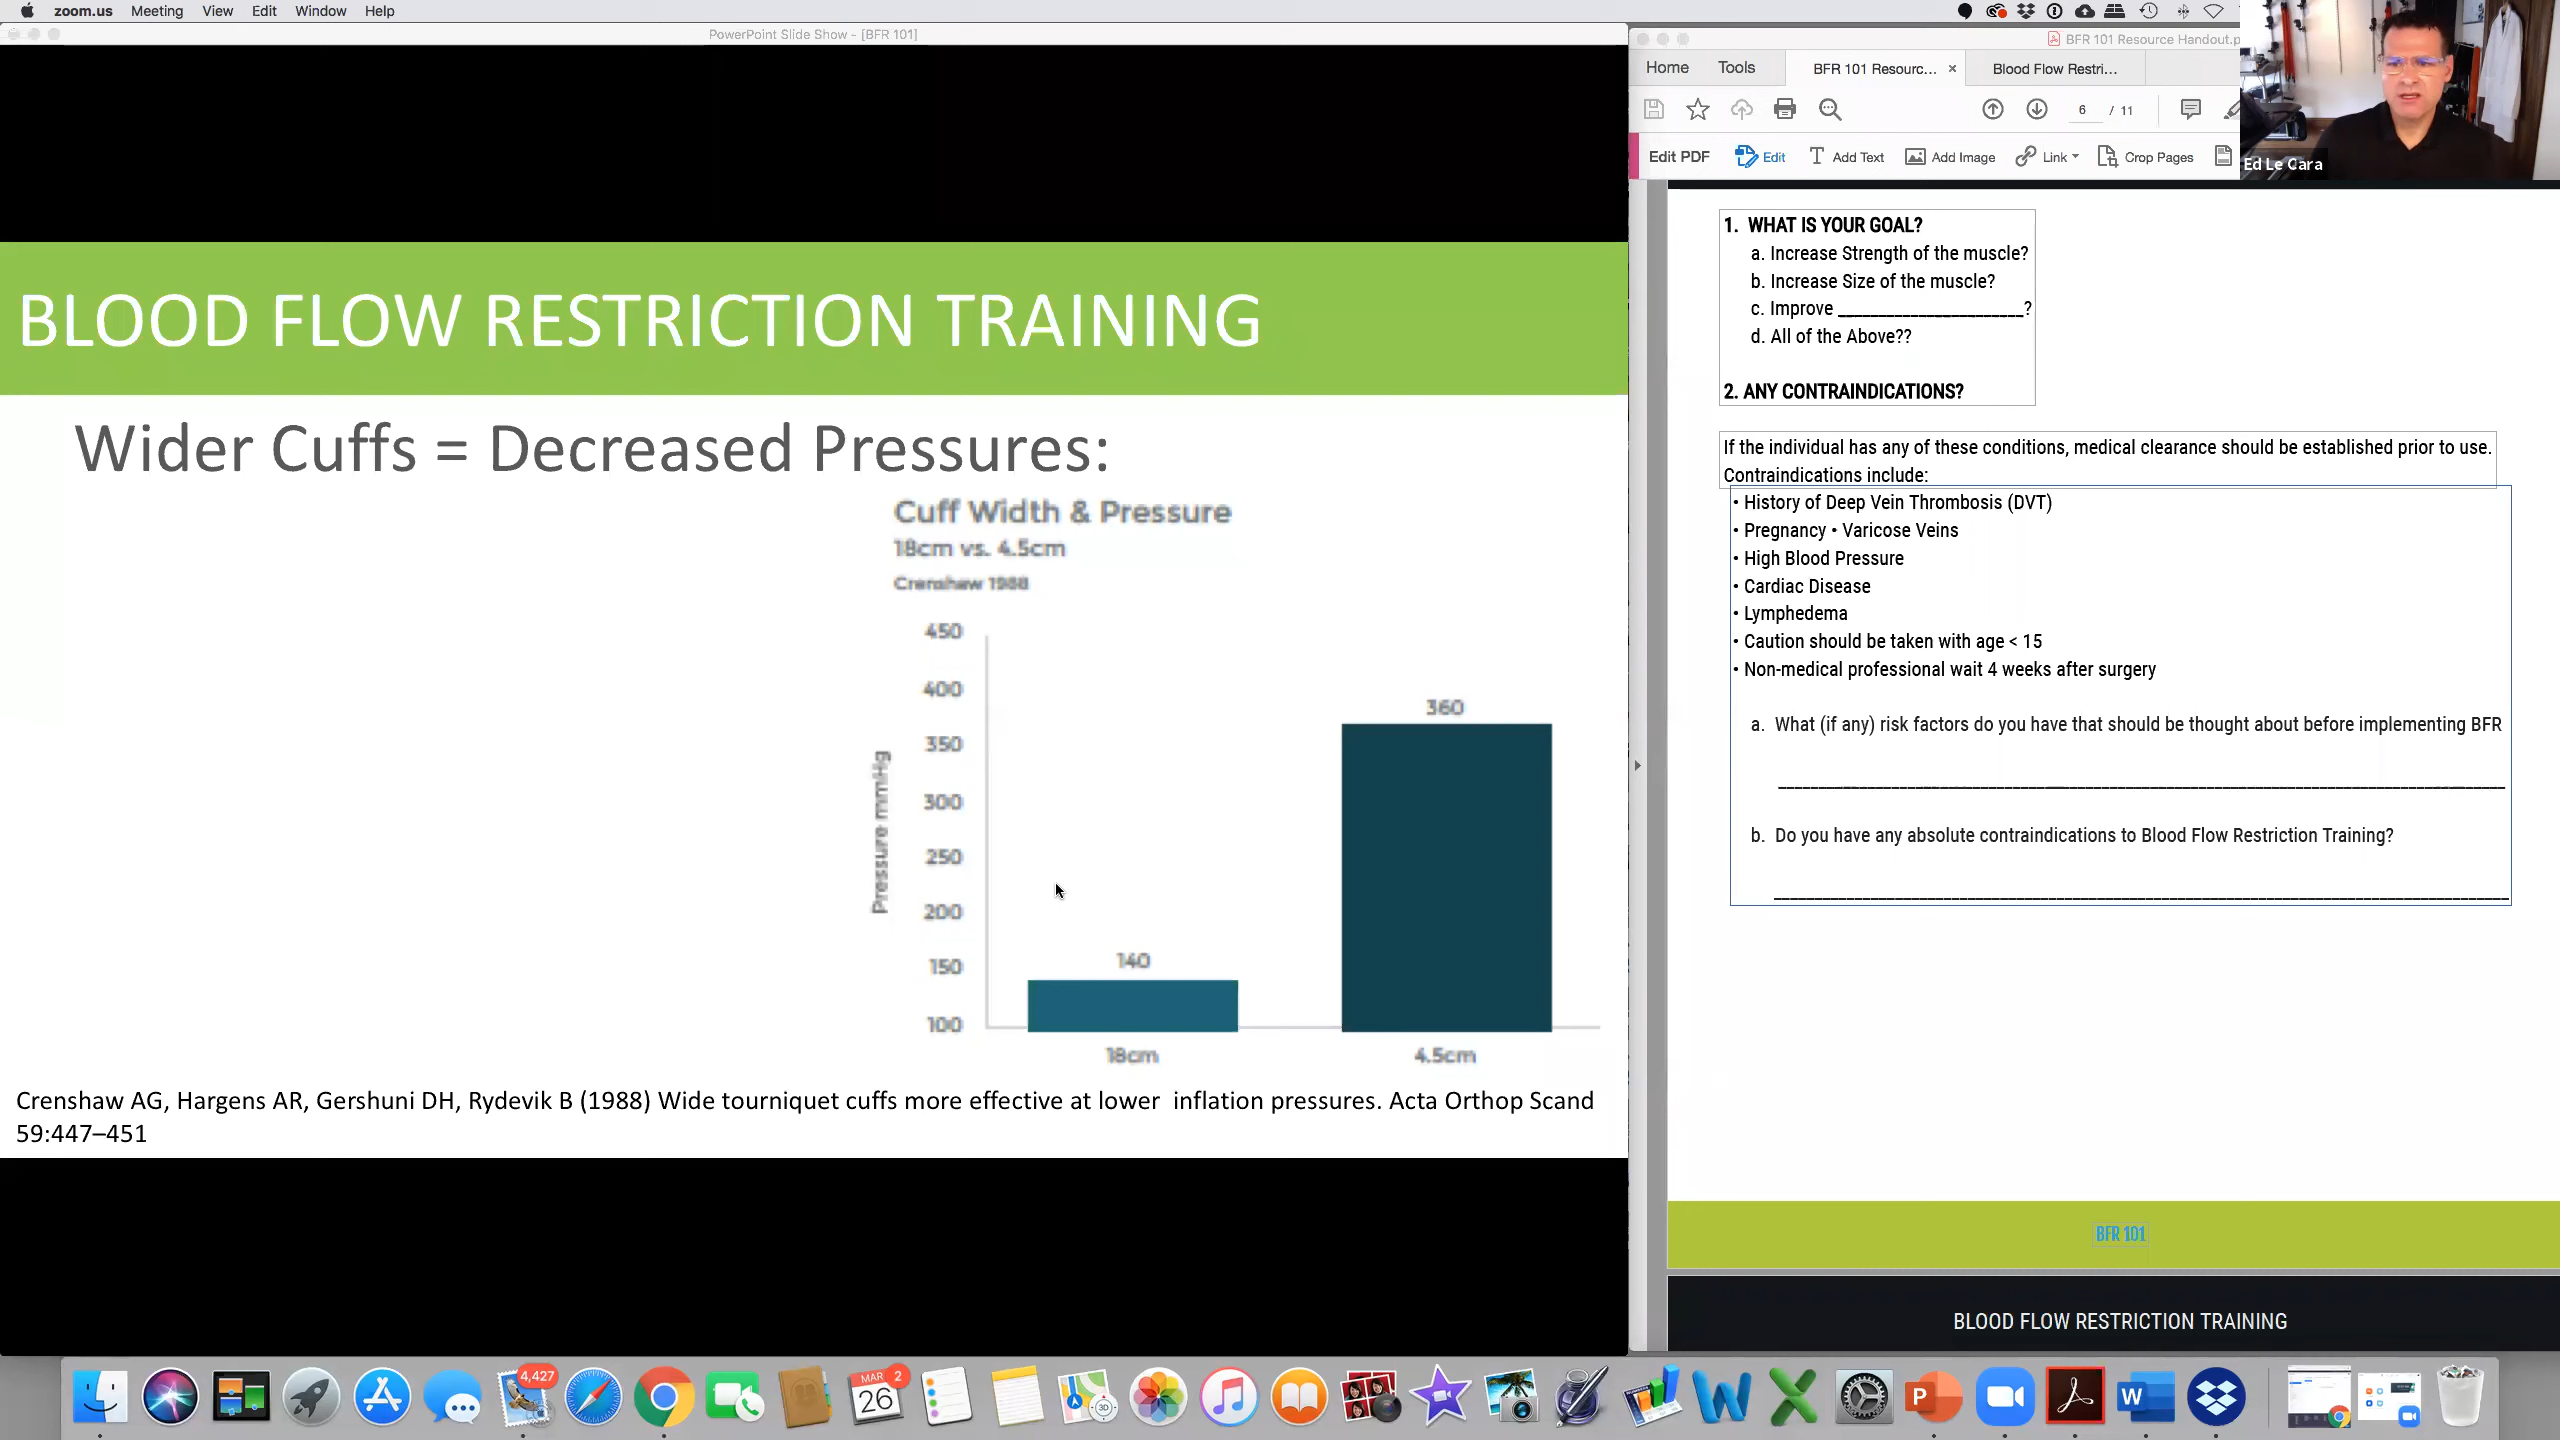 zoom.us Meeting View Edit Window Help
PowerPoint Slide Show - [BFR 101]
BLOOD FLOW RESTRICTION TRAINING
Wider Cuffs = Decreased Pressures:
Cuff Width & Pressure
18cm vs. 4.5cm
Crenshaw 1988
450
400
350
300
250
200
150
100
Pressure mmHg
140
360
18cm
4.5cm
Crenshaw AG, Hargens AR, Gershuni DH, Rydevik B (1988) Wide tourniquet cuffs more effective at lower inflation pressures. Acta Orthop Scand
59:447–451
BFR 101 Resource Handout.p
Home Tools BFR 101 Resourc... × Blood Flow Restri...
6 / 11
Edit PDF Edit Add Text Add Image Link Crop Pages
Ed Le Cara
1. WHAT IS YOUR GOAL?
a. Increase Strength of the muscle?
b. Increase Size of the muscle?
c. Improve ______________________?
d. All of the Above??
2. ANY CONTRAINDICATIONS?
If the individual has any of these conditions, medical clearance should be established prior to use.
Contraindications include:
• History of Deep Vein Thrombosis (DVT)
• Pregnancy • Varicose Veins
• High Blood Pressure
• Cardiac Disease
• Lymphedema
• Caution should be taken with age < 15
• Non-medical professional wait 4 weeks after surgery
a. What (if any) risk factors do you have that should be thought about before implementing BFR
b. Do you have any absolute contraindications to Blood Flow Restriction Training?
BFR 101
BLOOD FLOW RESTRICTION TRAINING
4,427
MAR 2
26
3D
P
W